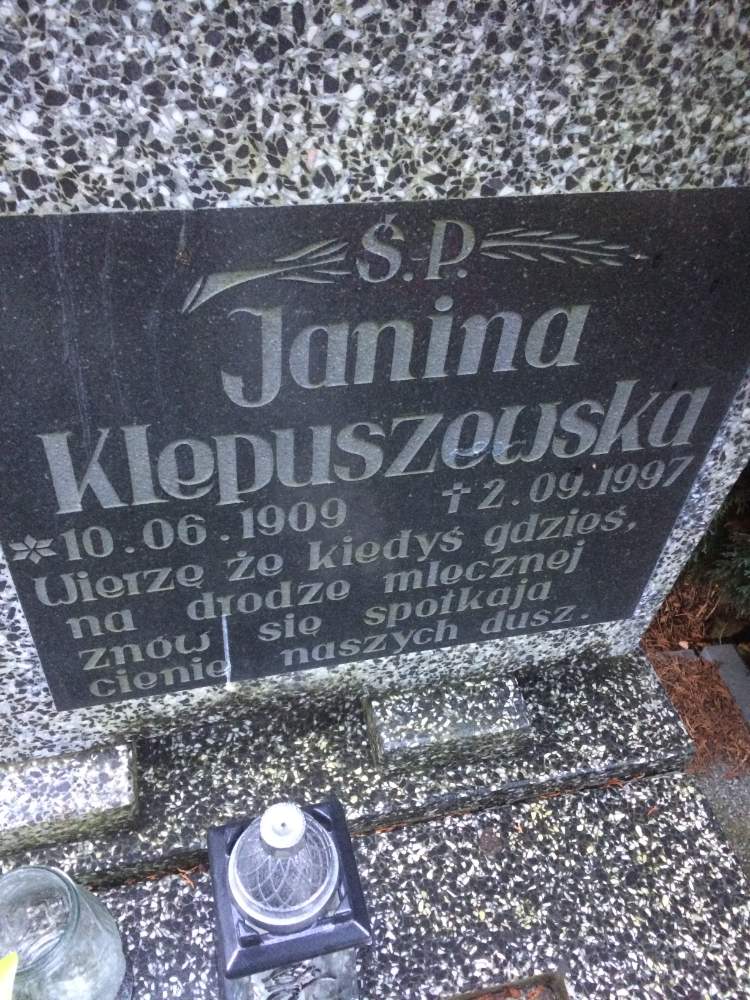 Ś.P.
Janina
Klepuszewska
*10.06.1909 †2.09.1997
Wierzę że kiedyś gdzieś,
na drodze mlecznej
znów się spotkają
cienie naszych dusz.